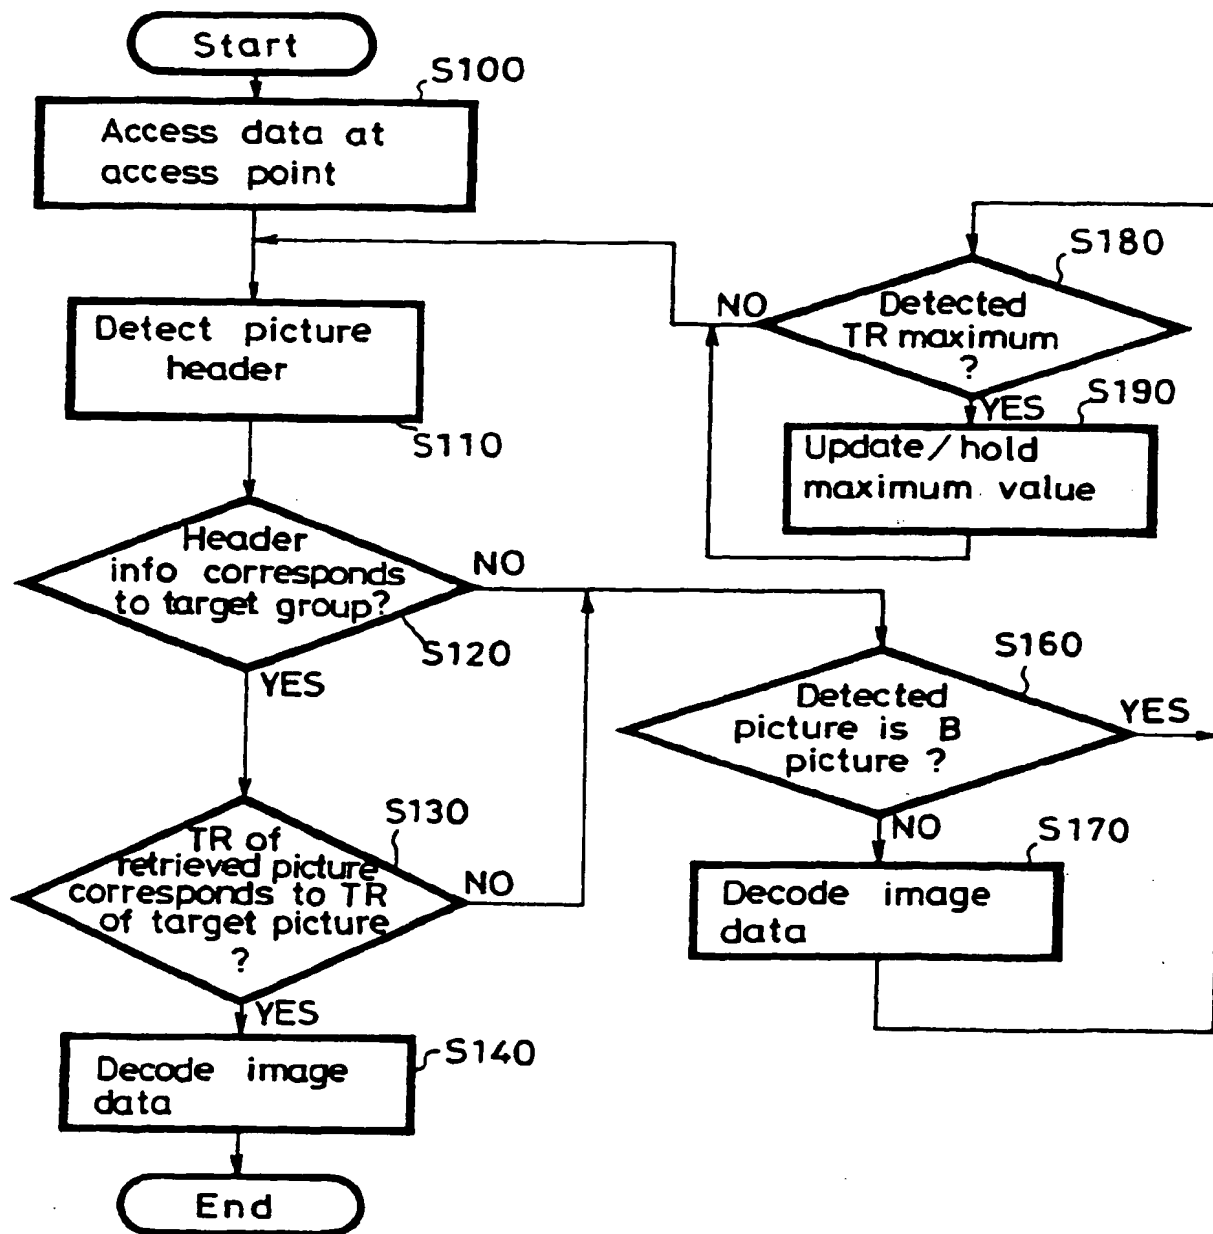 Start
S100
Access data at
access point
Detect picture
header
S110
Header
info corresponds
to target group?
NO
S120
YES
TR of
retrieved picture
corresponds to TR
of target picture
?
S130
NO
YES
Decode image
data
S140
End
S180
NO
Detected
TR maximum
?
YES
S190
Update/hold
maximum value
S160
Detected
picture is B
picture ?
YES
NO
S170
Decode image
data